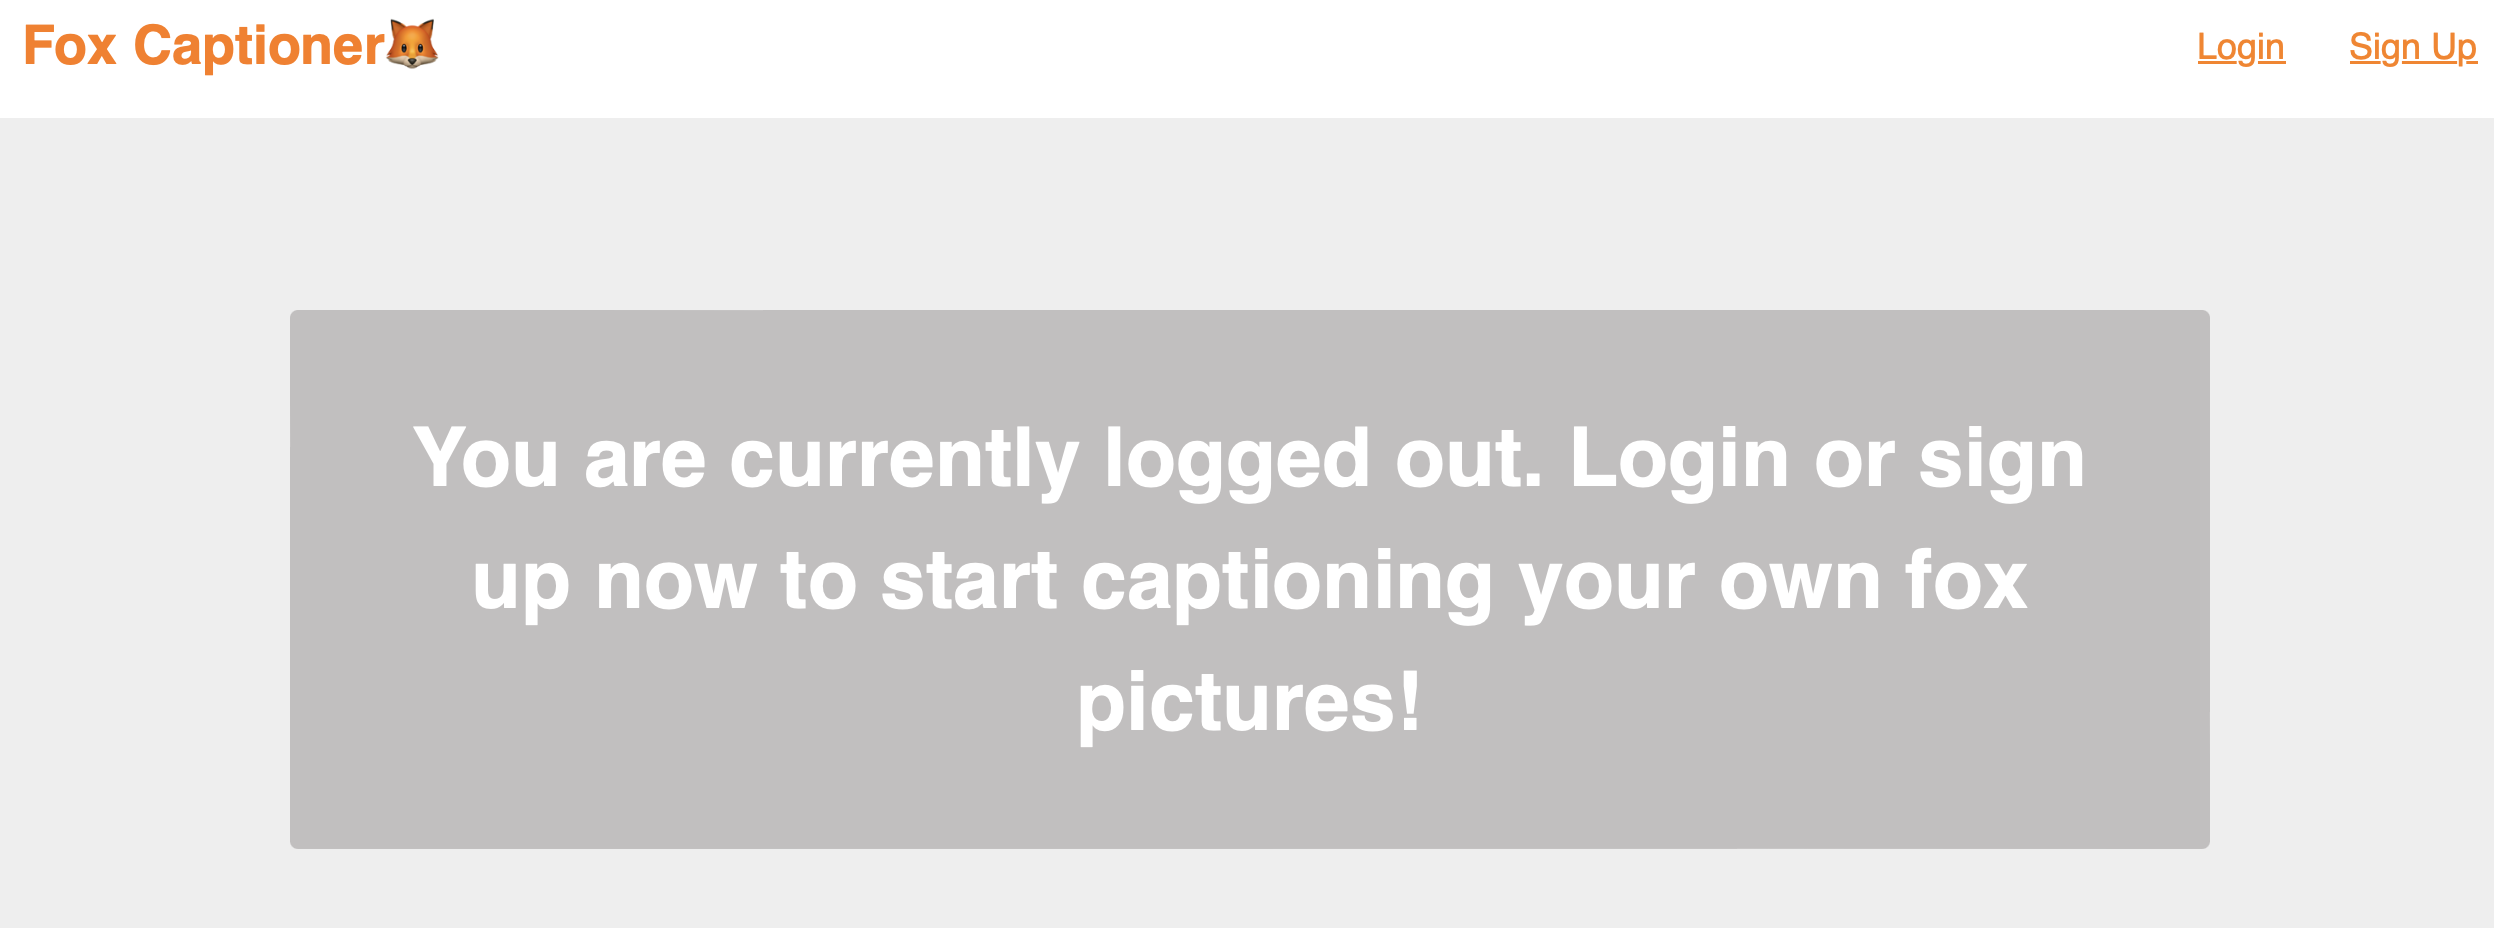 Fox Captioner🦊
Login Sign Up
You are currently logged out. Login or sign
up now to start captioning your own fox
pictures!